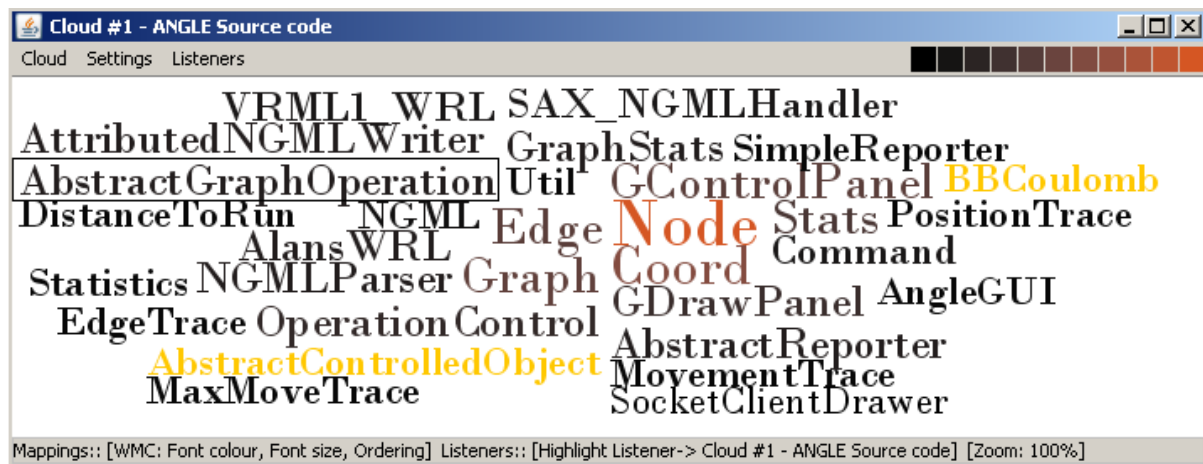 Cloud #1 - ANGLE Source code
Cloud Settings Listeners
VRML1_WRL SAX_NGMLHandler
AttributedNGMLWriter GraphStats SimpleReporter
AbstractGraphOperation Util GControlPanel BBCoulomb
DistanceToRun NGML Edge Node Stats PositionTrace
AlansWRL Command
Statistics NGMLParser Graph Coord AngleGUI
GDrawPanel
EdgeTrace OperationControl
AbstractControlledObject AbstractReporter
MaxMoveTrace MovementTrace
SocketClientDrawer
Mappings:: [WMC: Font colour, Font size, Ordering] Listeners:: [Highlight Listener-> Cloud #1 - ANGLE Source code] [Zoom: 100%]